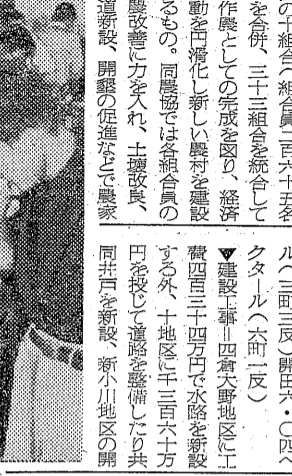 の十組合（組合員二百六十五名
を合併、三十三組合を統合して
作農としての完成を図り、経済
動を円滑化し新しい農村を建設
るもの。同農協では各組合員の
農改善に力を入れ、土壌改良、
道新設、開墾の促進などで農家
ル（三町三反）開田六・〇四ヘ
クタール（六町一反）
▼建設工事＝四倉大野地区に工
費四百三十四万円で水路を新設
する外、十地区に千三百六十万
円を投じて道路を整備したり共
同井戸を新設、新小川地区の開